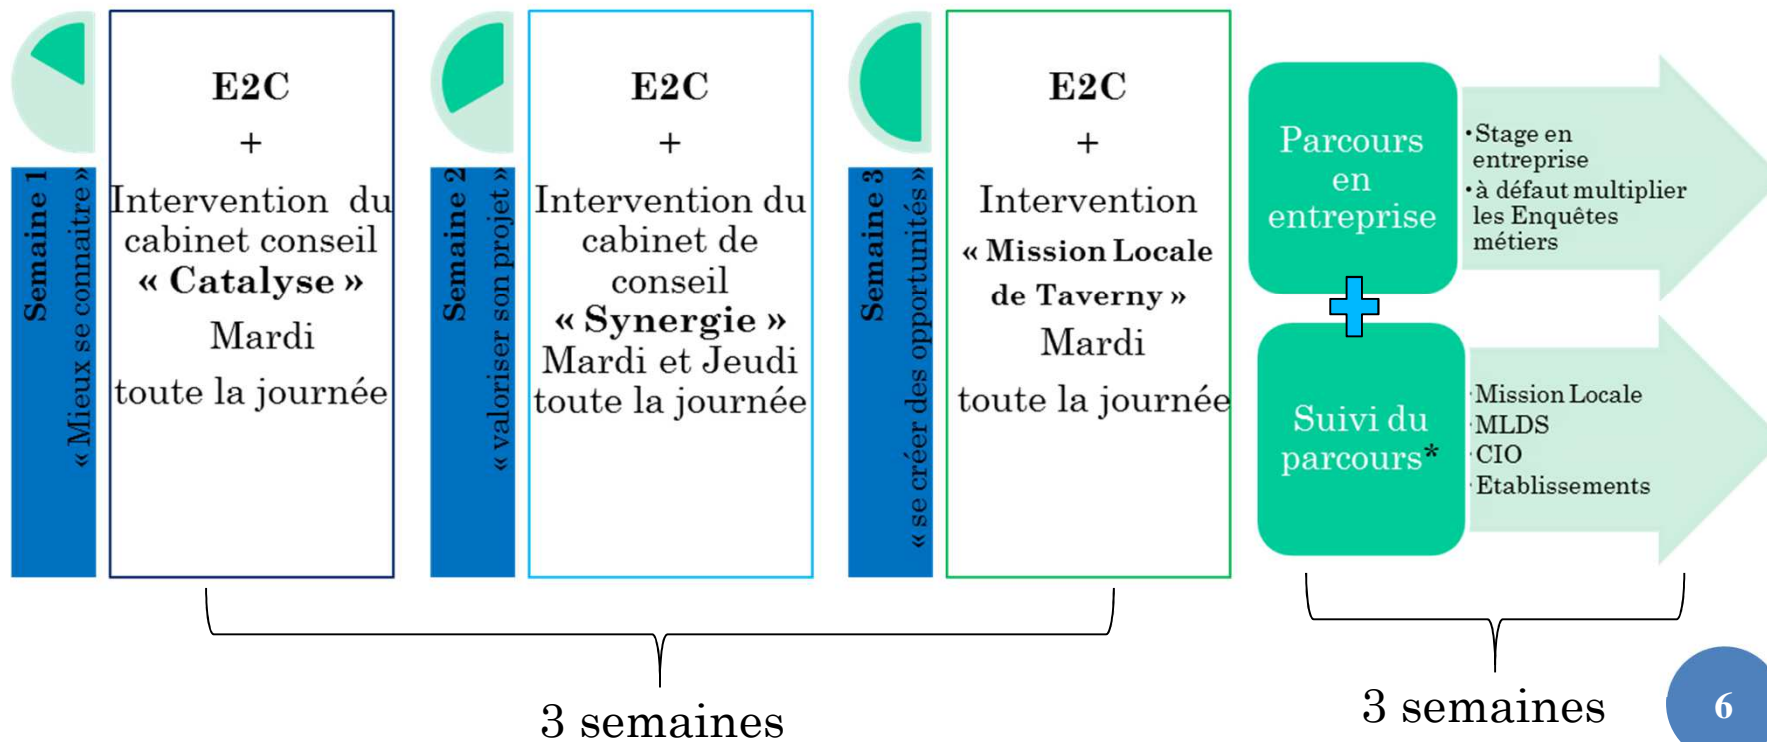 Semaine 1
« Mieux se connaitre »
E2C
+
Intervention du
cabinet conseil
« Catalyse »
Mardi
toute la journée
Semaine 2
« valoriser son projet »
E2C
+
Intervention du
cabinet de
conseil
« Synergie »
Mardi et Jeudi
toute la journée
Semaine 3
« se créer des opportunités »
E2C
+
Intervention
« Mission Locale
de Taverny »
Mardi
toute la journée
Parcours
en
entreprise
•Stage en
entreprise
•à défaut multiplier
les Enquêtes
métiers
Suivi du
parcours*
•Mission Locale
•MLDS
•CIO
•Etablissements
3 semaines
3 semaines
6